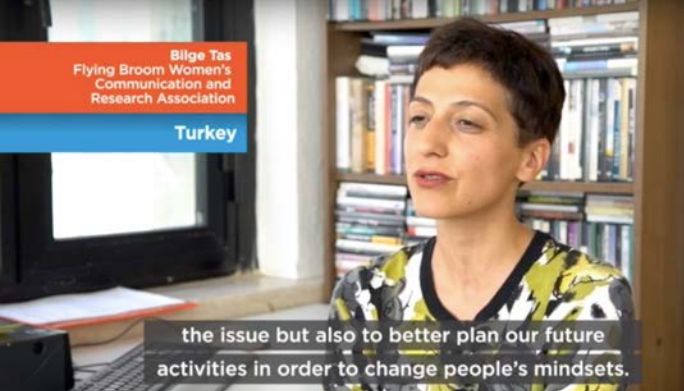 Bilge Tas
Flying Broom Women's
Communication and
Research Association
Turkey
the issue but also to better plan our future
activities in order to change people's mindsets.